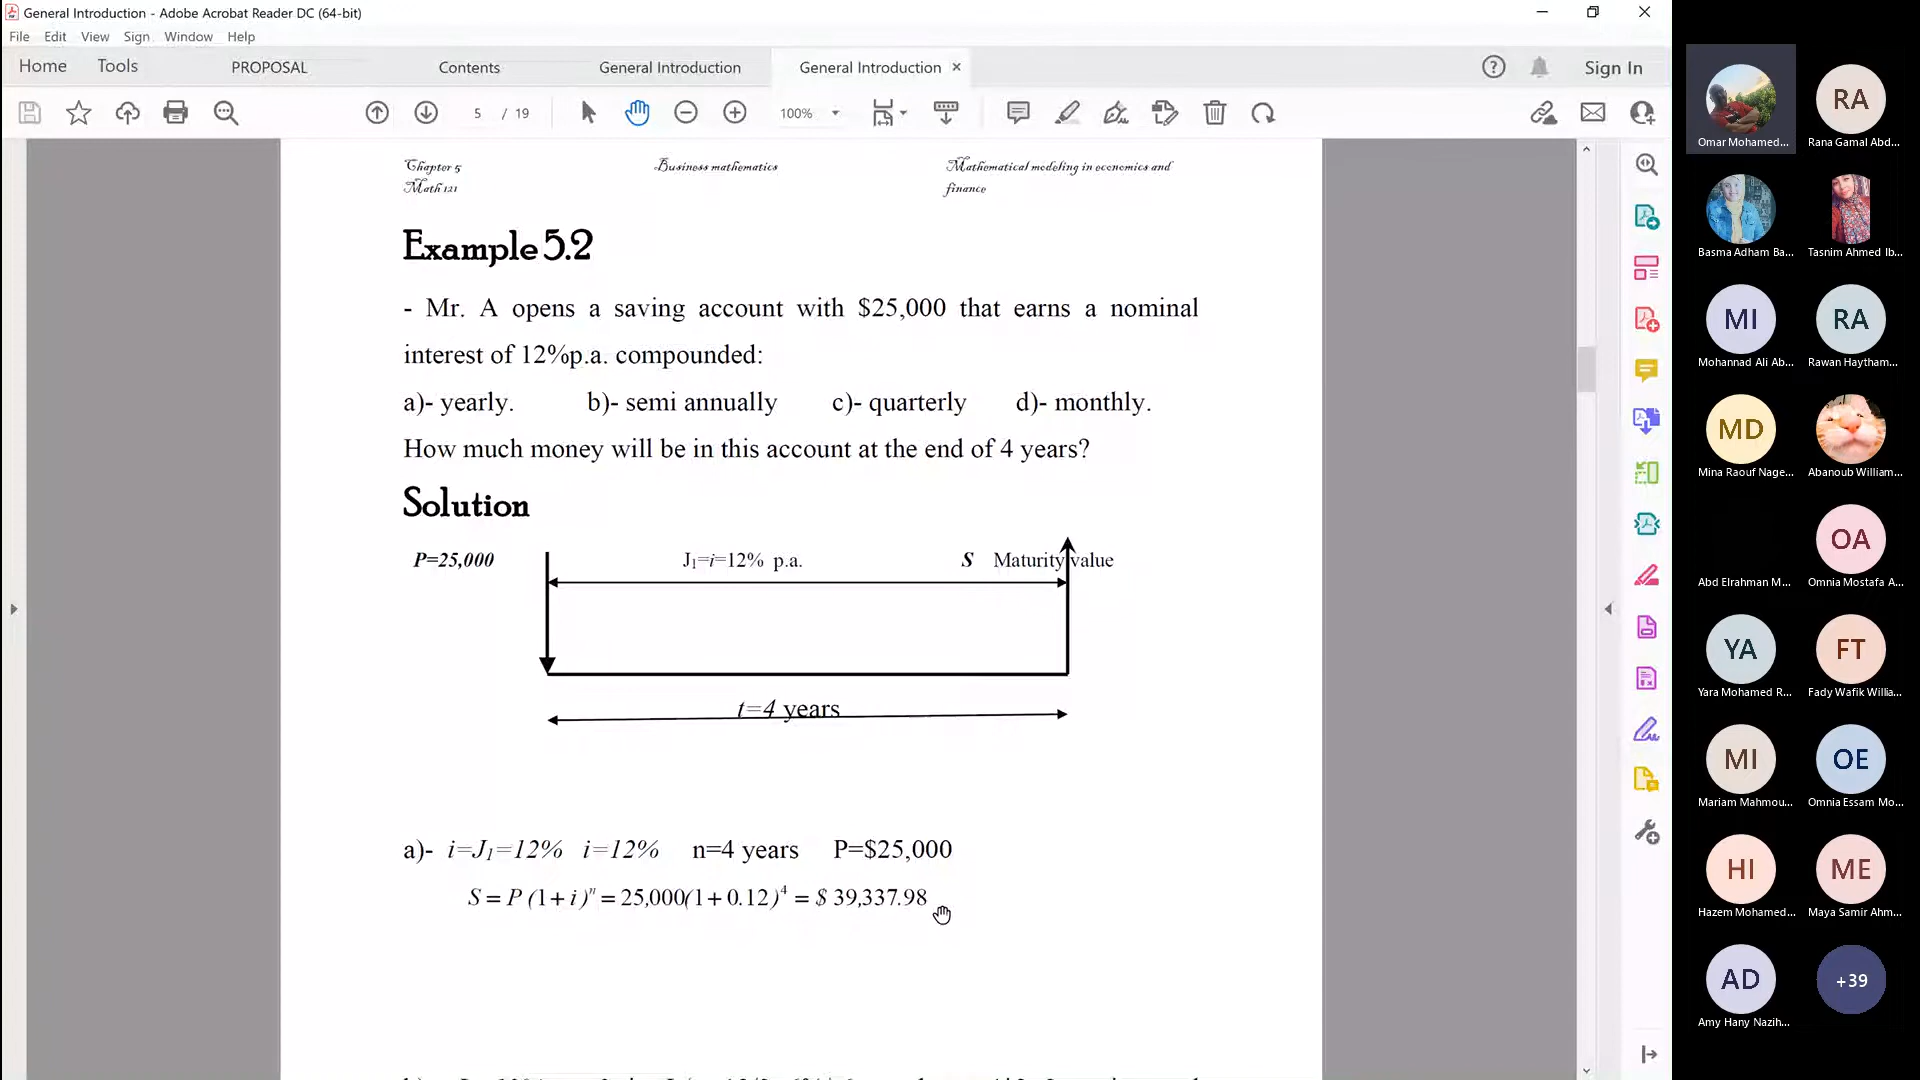 General Introduction - Adobe Acrobat Reader DC (64-bit)
File Edit View Sign Window Help
Home Tools PROPOSAL Contents General Introduction General Introduction × Sign In
5 / 19 100%
Chapter 5 Business mathematics Mathematical modeling in economics and
Math 121 finance
Example 5.2
- Mr. A opens a saving account with $25,000 that earns a nominal
interest of 12%p.a. compounded:
a)- yearly. b)- semi annually c)- quarterly d)- monthly.
How much money will be in this account at the end of 4 years?
Solution
P=25,000 J₁=i=12% p.a. S Maturity value
t=4 years
a)- i=J₁=12% i=12% n=4 years P=$25,000
S = P (1+ i )ⁿ = 25,000(1+0.12)⁴ = $ 39,337.98
RA
Omar Mohamed... Rana Gamal Abd...
Basma Adham Ba... Tasnim Ahmed Ib...
MI RA
Mohannad Ali Ab... Rawan Haytham...
MD
Mina Raouf Nage... Abanoub William...
OA
Abd Elrahman M... Omnia Mostafa A...
YA FT
Yara Mohamed R... Fady Wafik Willia...
MI OE
Mariam Mahmou... Omnia Essam Mo...
HI ME
Hazem Mohamed... Maya Samir Ahm...
AD +39
Amy Hany Nazih...